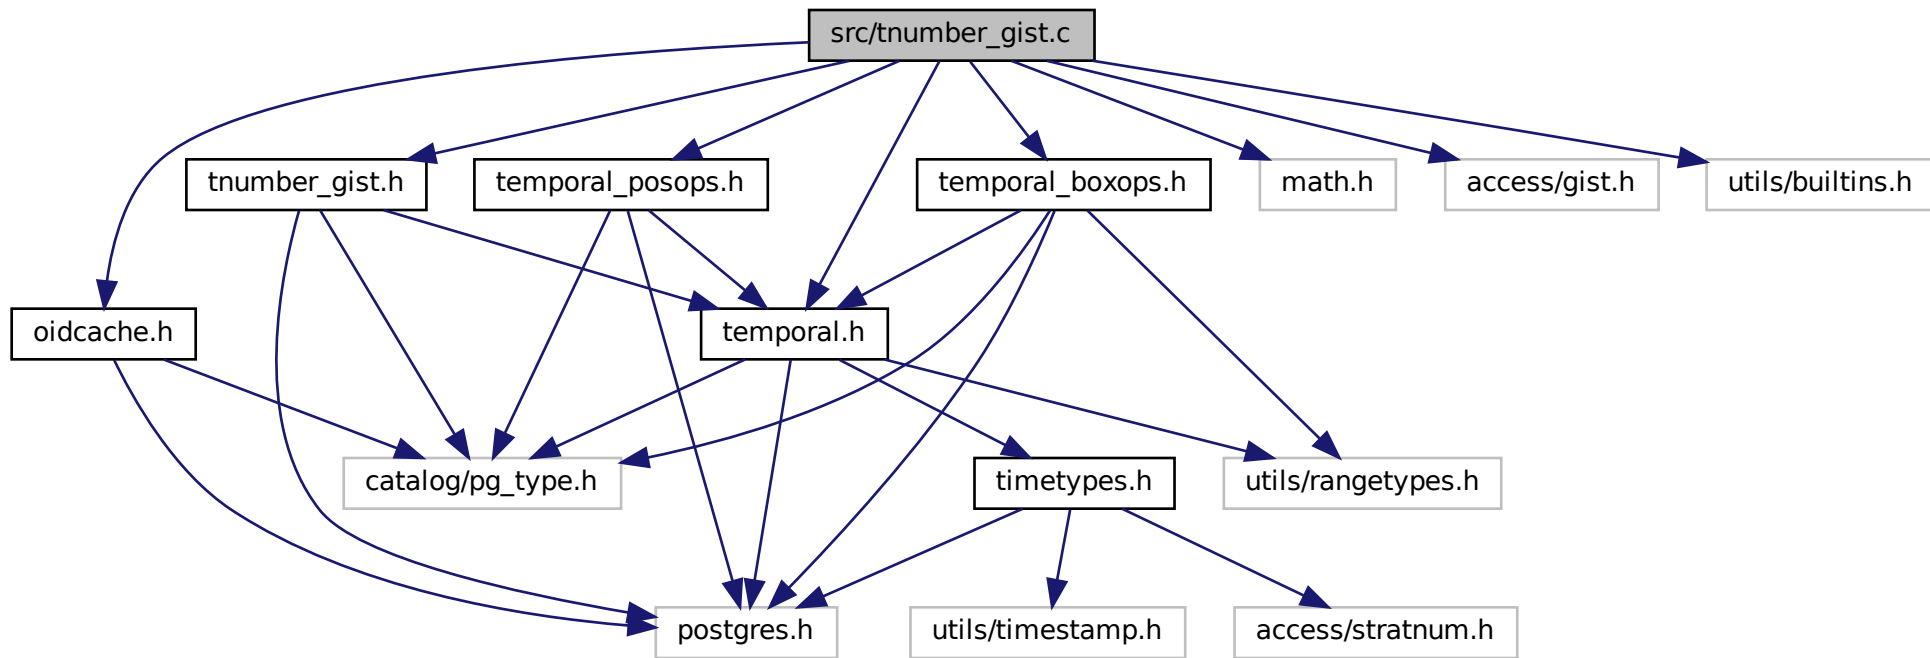 src/tnumber_gist.c
tnumber_gist.h
temporal_posops.h
temporal_boxops.h
math.h
access/gist.h
utils/builtins.h
oidcache.h
temporal.h
catalog/pg_type.h
timetypes.h
utils/rangetypes.h
postgres.h
utils/timestamp.h
access/stratnum.h